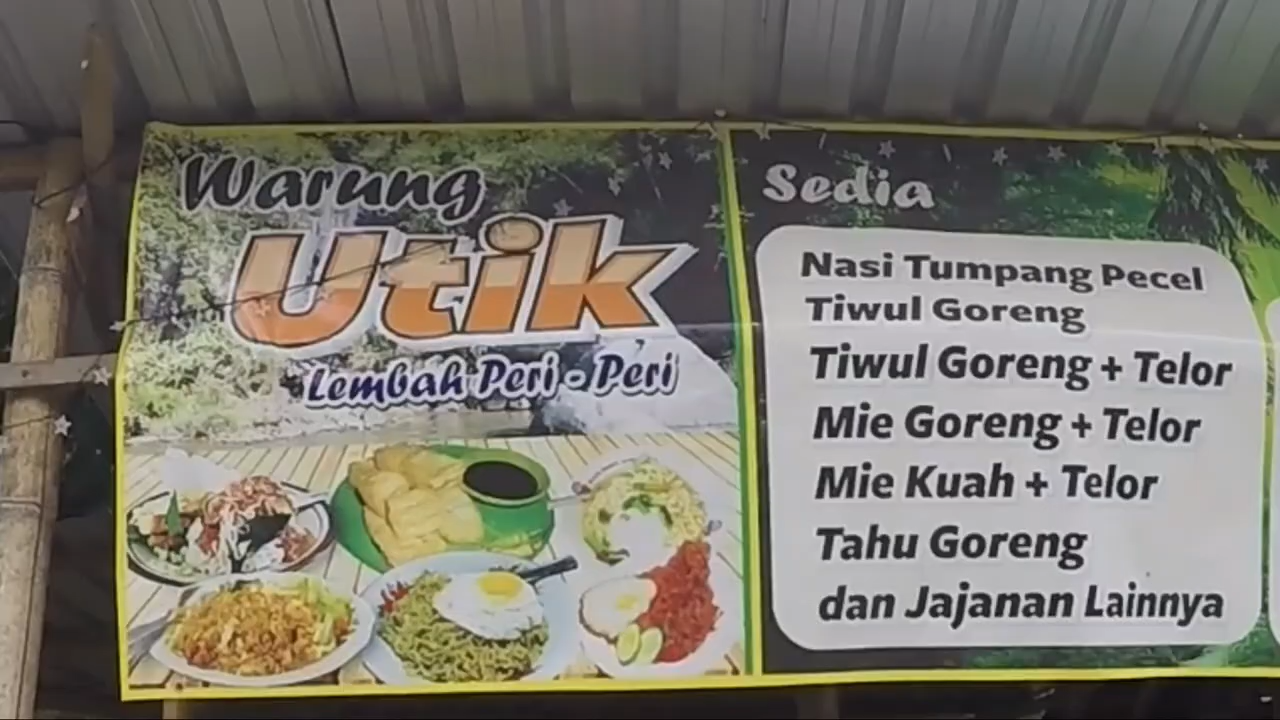 Warung
Utik
Lembah Peri - Peri
Sedia
Nasi Tumpang Pecel
Tiwul Goreng
Tiwul Goreng + Telor
Mie Goreng + Telor
Mie Kuah + Telor
Tahu Goreng
dan Jajanan Lainnya